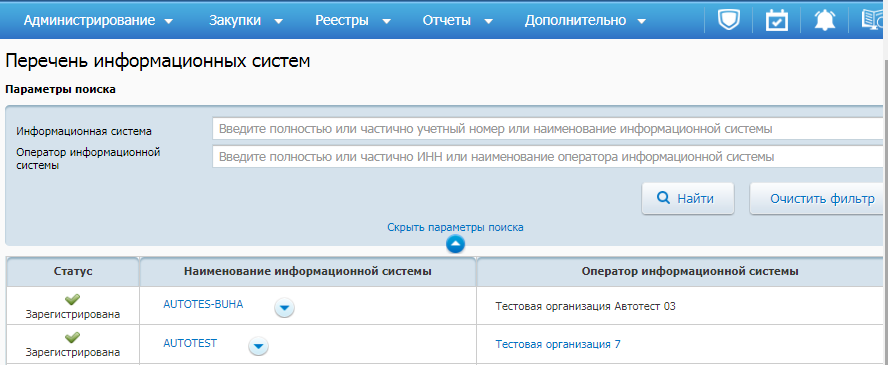 Администрирование Закупки Реестры Отчеты Дополнительно
Перечень информационных систем
Параметры поиска
Информационная система Введите полностью или частично учетный номер или наименование информационной системы
Оператор информационной системы Введите полностью или частично ИНН или наименование оператора информационной системы
Найти Очистить фильтр
Скрыть параметры поиска
Статус Наименование информационной системы Оператор информационной системы
Зарегистрирована AUTOTES-BUHA Тестовая организация Автотест 03
Зарегистрирована AUTOTEST Тестовая организация 7